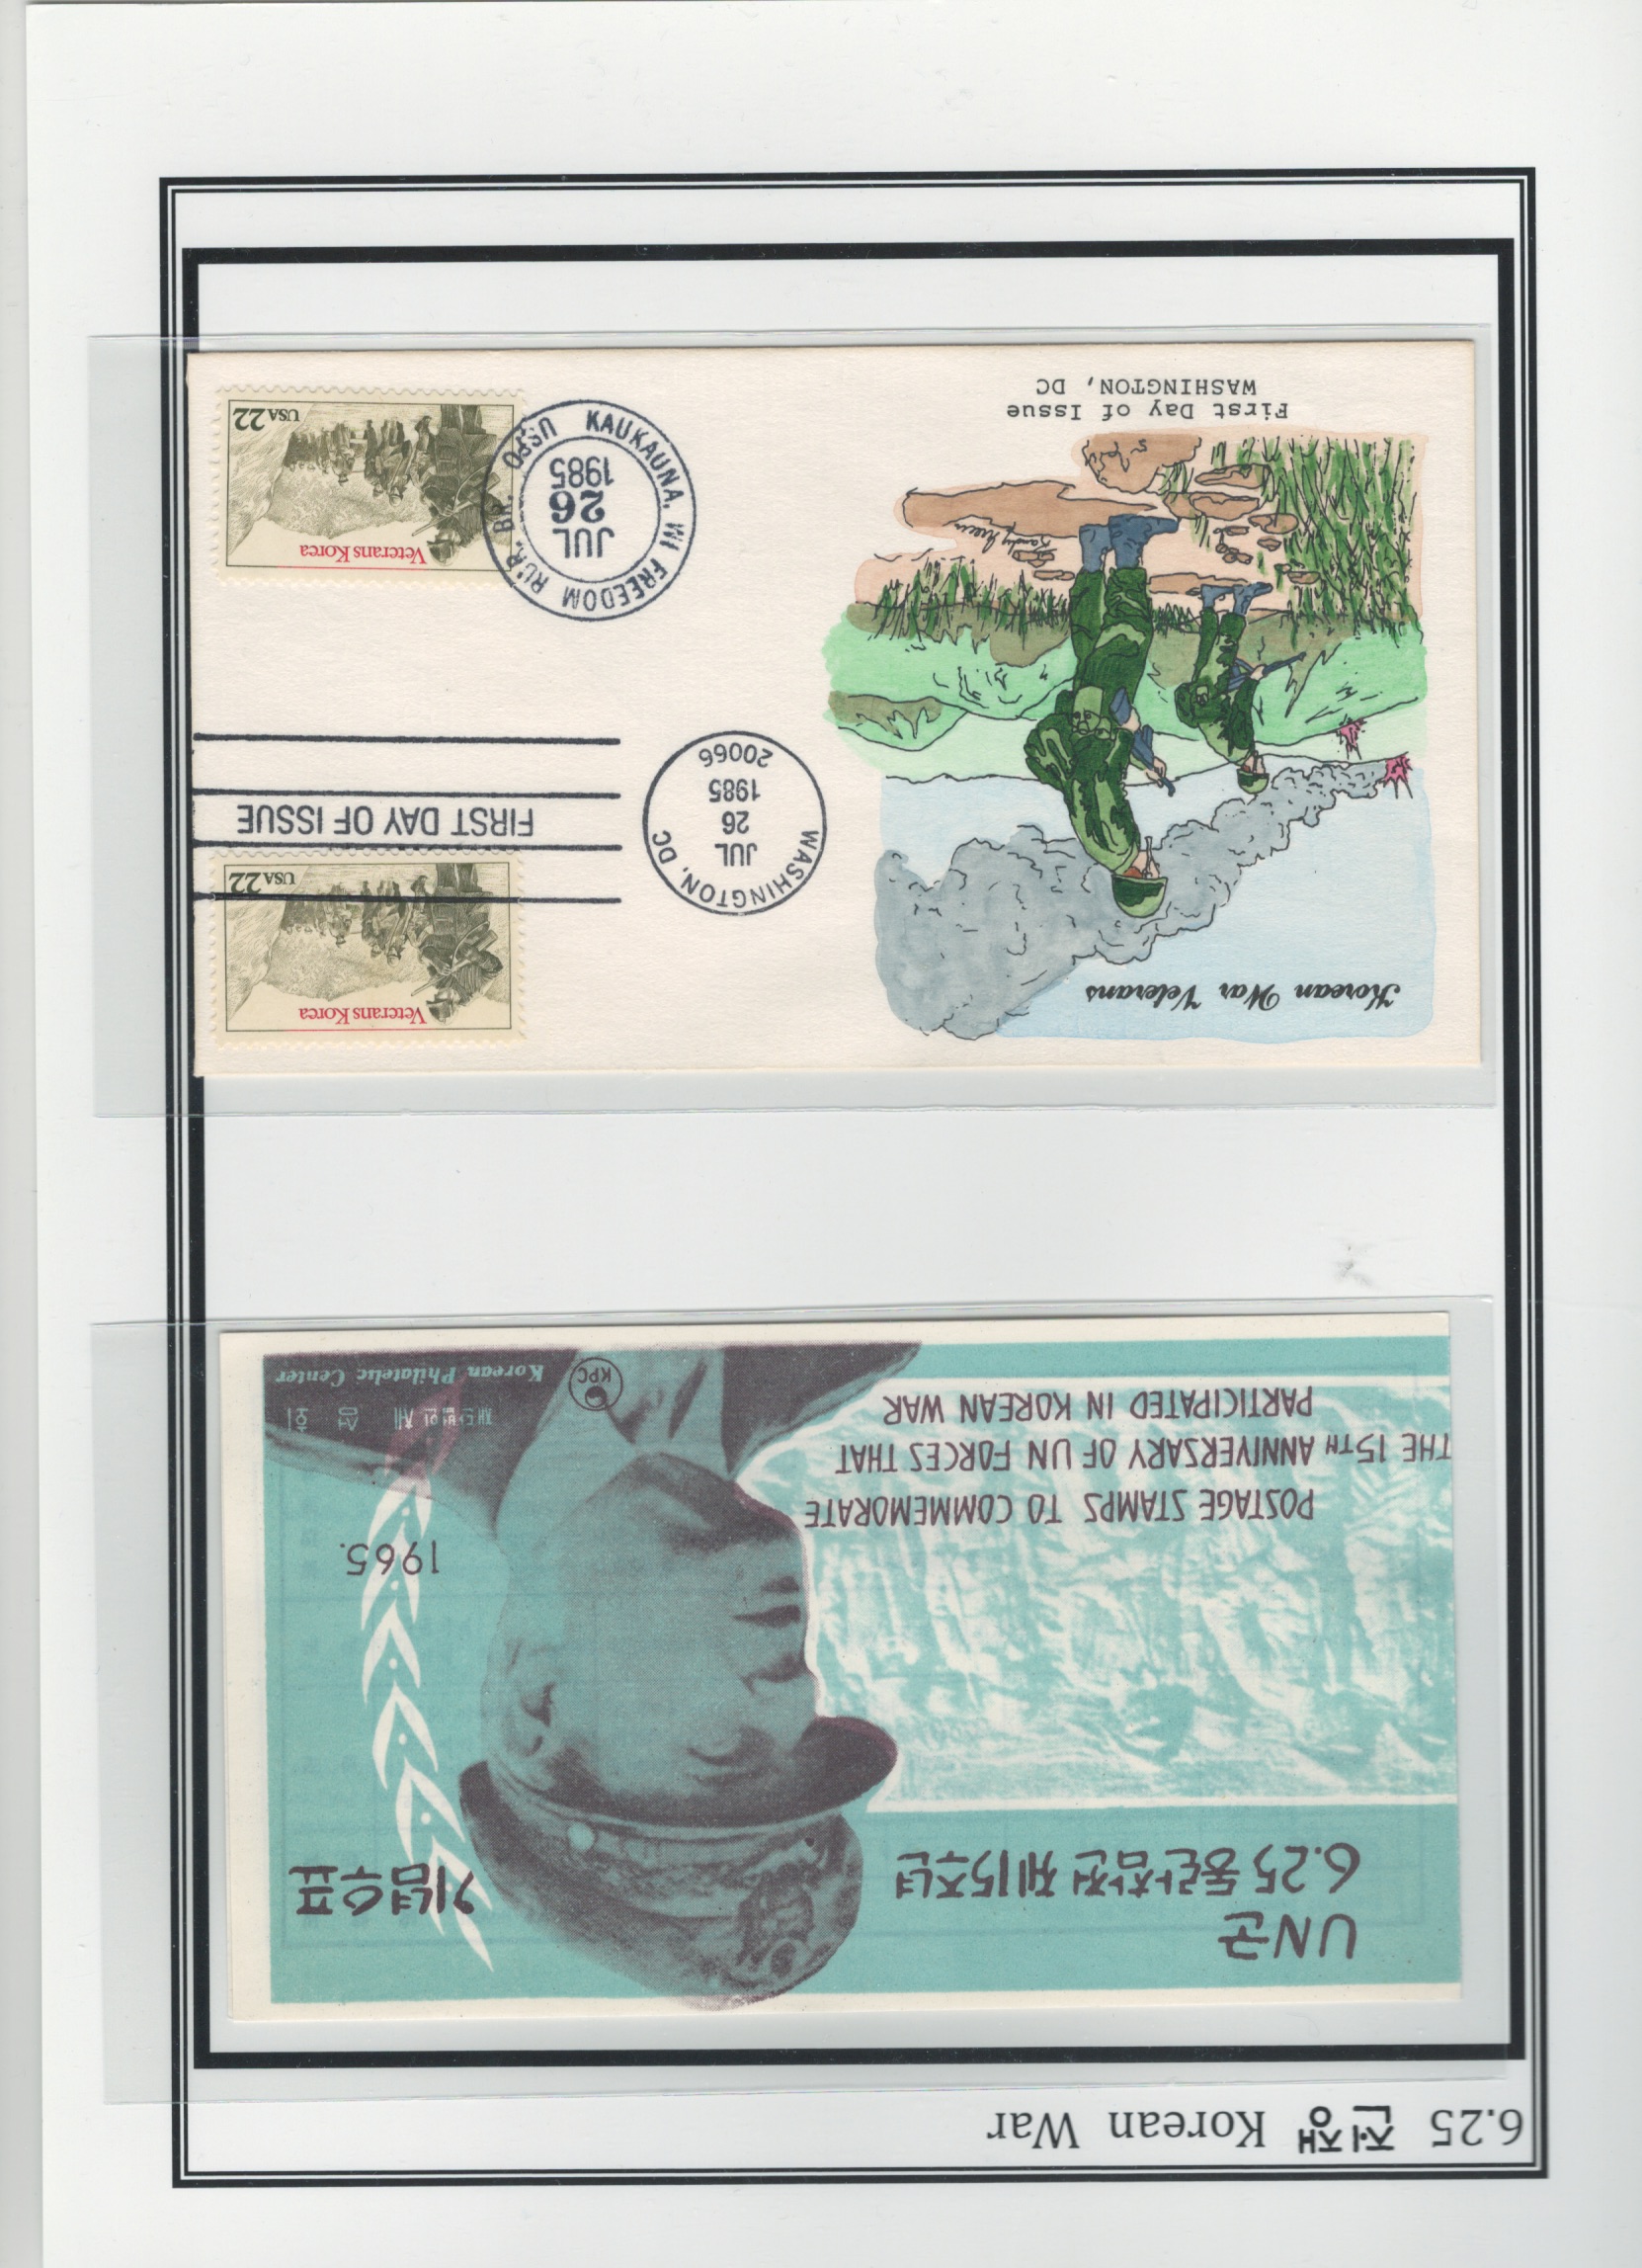 6.25 전쟁 Korean War
UN군
6.25 동란참전 제15주년
기념우표
1965.
POSTAGE STAMPS TO COMMEMORATE
THE 15TH ANNIVERSARY OF UN FORCES THAT
PARTICIPATED IN KOREAN WAR
재단법인 체 성 회
KPC
Korean Philatelic Center
Korean War Veterans
Randy Green
First Day of Issue
WASHINGTON, DC
WASHINGTON, DC
JUL
26
1985
20066
Veterans Korea
USA 22
FIRST DAY OF ISSUE
KAUKAUNA, WI FREEDOM RUR. BR. USPO
JUL
26
1985
Veterans Korea
USA 22